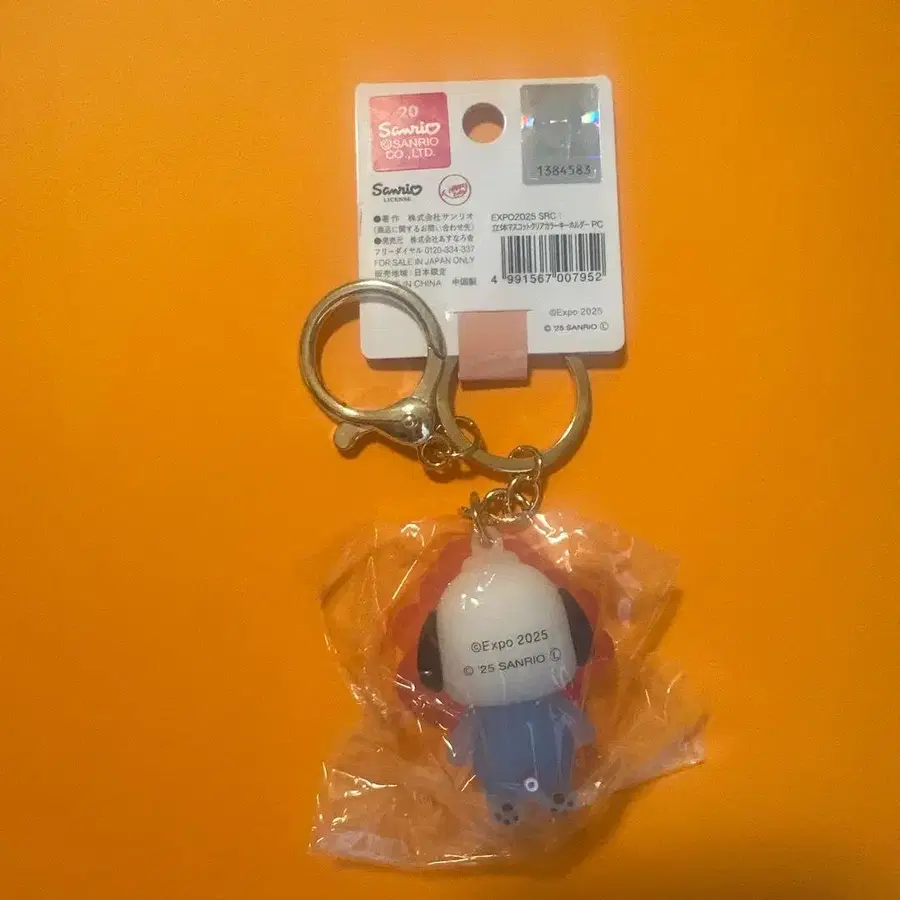 20
Sanrio
©SANRIO
CO.,LTD.
1384583
Sanrio
LICENSE
●著作 株式会社サンリオ
(商品に関するお問い合わせ先)
●発売元 株式会社あすなろ舎
フリーダイヤル 0120-334-337
FOR SALE IN JAPAN ONLY
販売地域:日本限定
IN CHINA 中国製
EXPO2025 SRC
立体マスコットクリアカラーキーホルダー PC
4 991567 007952
©Expo 2025
© '25 SANRIO Ⓛ
©Expo 2025
© '25 SANRIO Ⓛ